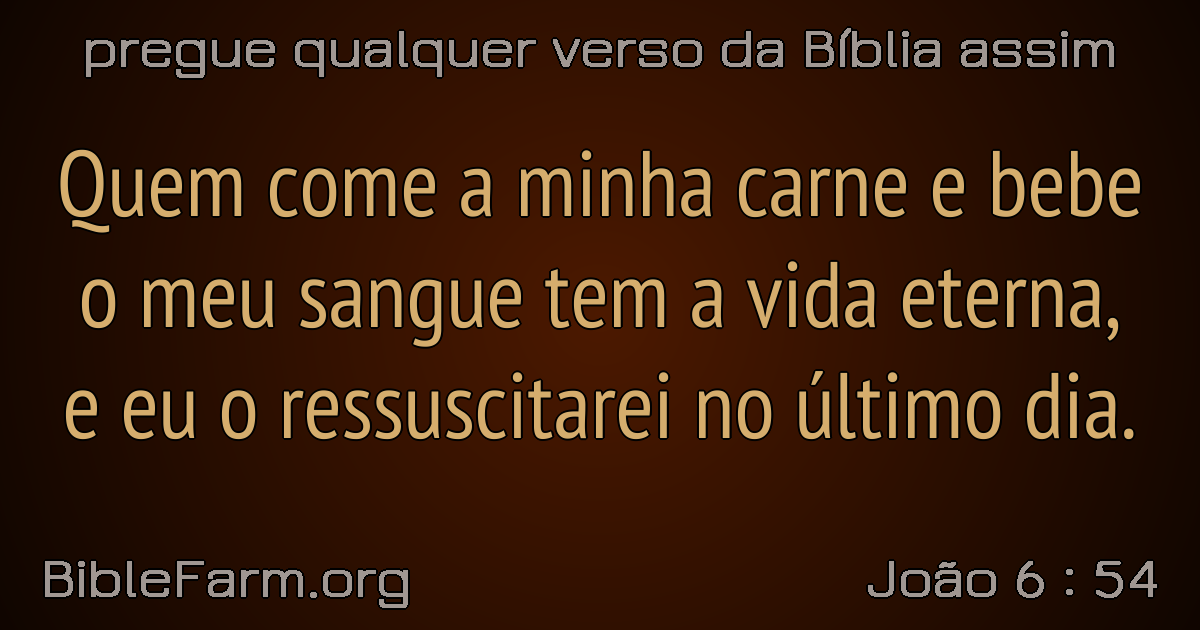 pregue qualquer verso da Bíblia assim
Quem come a minha carne e bebe
o meu sangue tem a vida eterna,
e eu o ressuscitarei no último dia.
BibleFarm.org
João 6 : 54